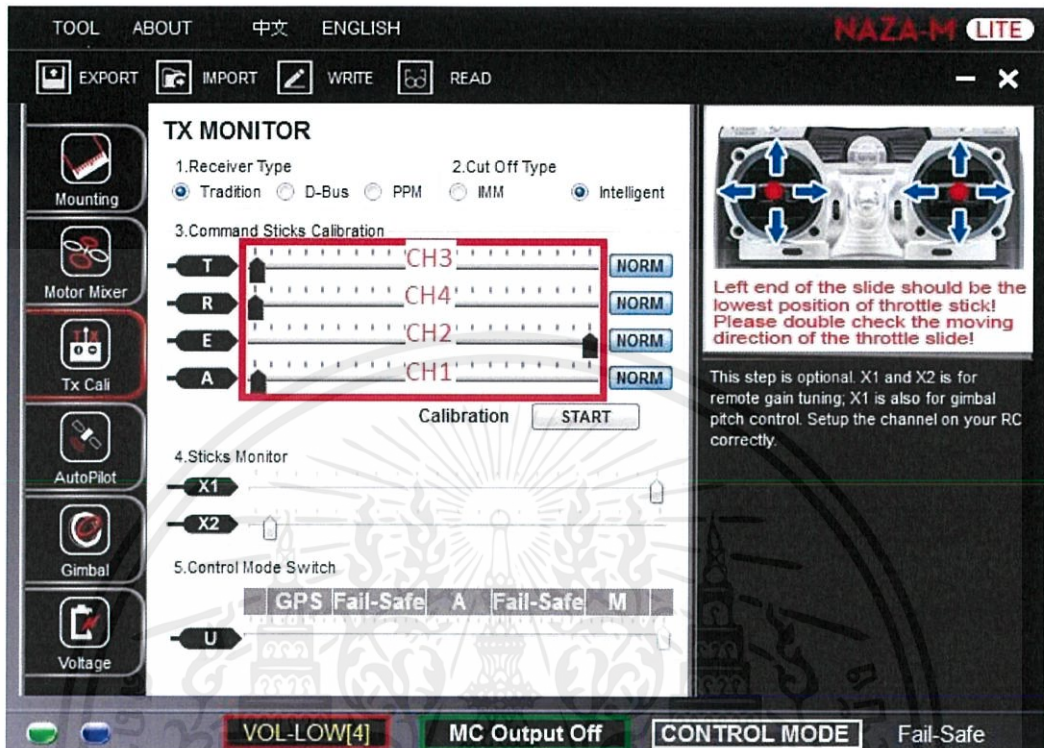 TOOL ABOUT 中文 ENGLISH NAZA-M LITE
EXPORT IMPORT WRITE READ
TX MONITOR
1.Receiver Type 2.Cut Off Type
Tradition D-Bus PPM IMM Intelligent
3.Command Sticks Calibration
T CH3 NORM
R CH4 NORM
E CH2 NORM
A CH1 NORM
Calibration START
4.Sticks Monitor
X1
X2
5.Control Mode Switch
GPS Fail-Safe A Fail-Safe M
U
Mounting
Motor Mixer
TX
Tx Cali
AutoPilot
Gimbal
Voltage
Left end of the slide should be the
lowest position of throttle stick!
Please double check the moving
direction of the throttle slide!
This step is optional. X1 and X2 is for
remote gain tuning; X1 is also for gimbal
pitch control. Setup the channel on your RC
correctly.
VOL-LOW[4] MC Output Off CONTROL MODE Fail-Safe